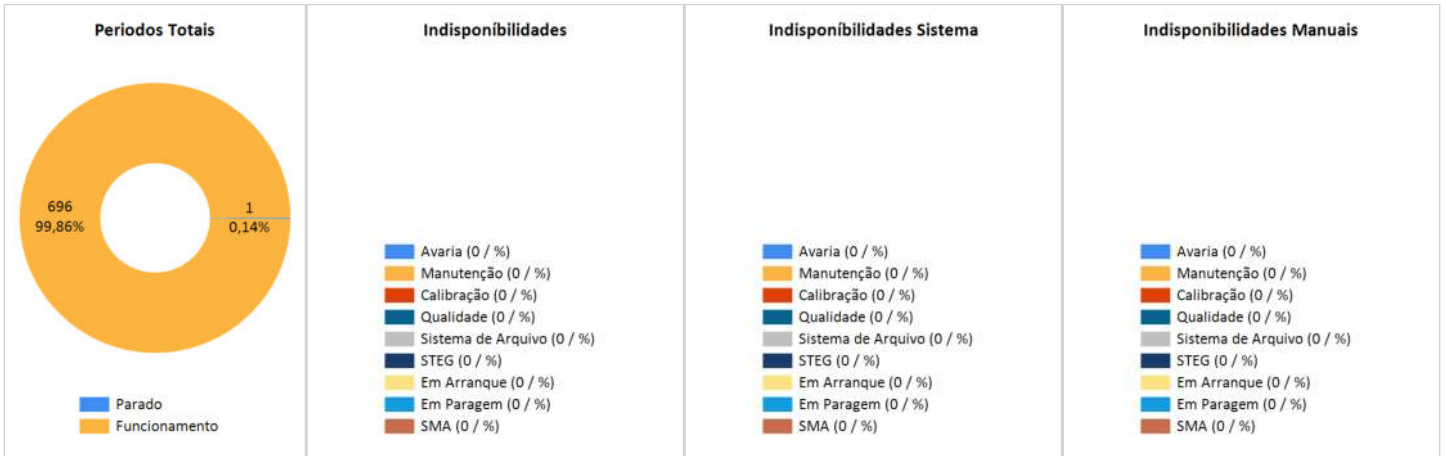 Periodos Totais
696
99,86%
1
0,14%
Parado
Funcionamento
Indisponíbilidades
Avaria (0 / %)
Manutenção (0 / %)
Calibração (0 / %)
Qualidade (0 / %)
Sistema de Arquivo (0 / %)
STEG (0 / %)
Em Arranque (0 / %)
Em Paragem (0 / %)
SMA (0 / %)
Indisponíbilidades Sistema
Avaria (0 / %)
Manutenção (0 / %)
Calibração (0 / %)
Qualidade (0 / %)
Sistema de Arquivo (0 / %)
STEG (0 / %)
Em Arranque (0 / %)
Em Paragem (0 / %)
SMA (0 / %)
Indisponíbilidades Manuais
Avaria (0 / %)
Manutenção (0 / %)
Calibração (0 / %)
Qualidade (0 / %)
Sistema de Arquivo (0 / %)
STEG (0 / %)
Em Arranque (0 / %)
Em Paragem (0 / %)
SMA (0 / %)